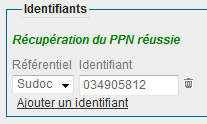 Identifiants
Récupération du PPN réussie
Référentiel Identifiant
Sudoc 034905812
Ajouter un identifiant